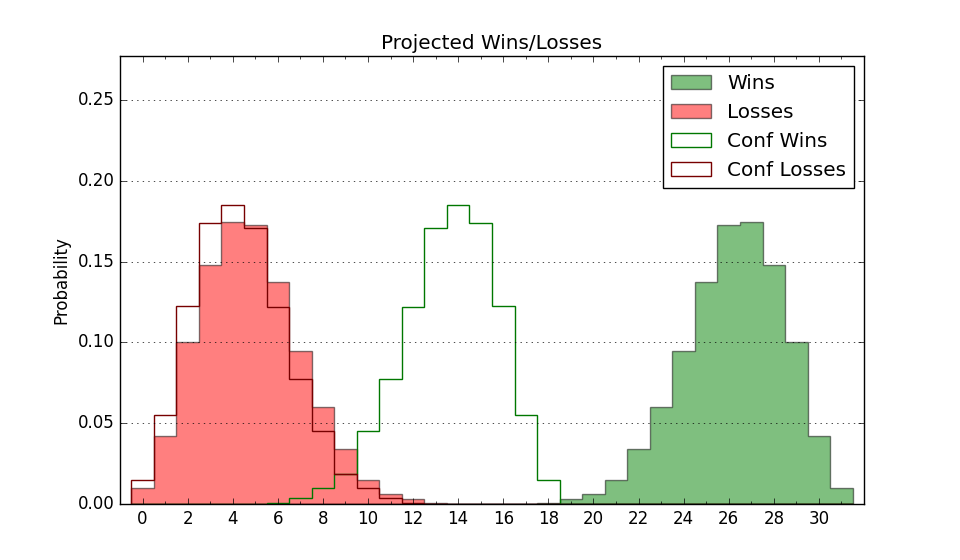 Projected Wins/Losses
Wins
Losses
Conf Wins
Conf Losses
Probability
0.25
0.20
0.15
0.10
0.05
0.00
0 2 4 6 8 10 12 14 16 18 20 22 24 26 28 30